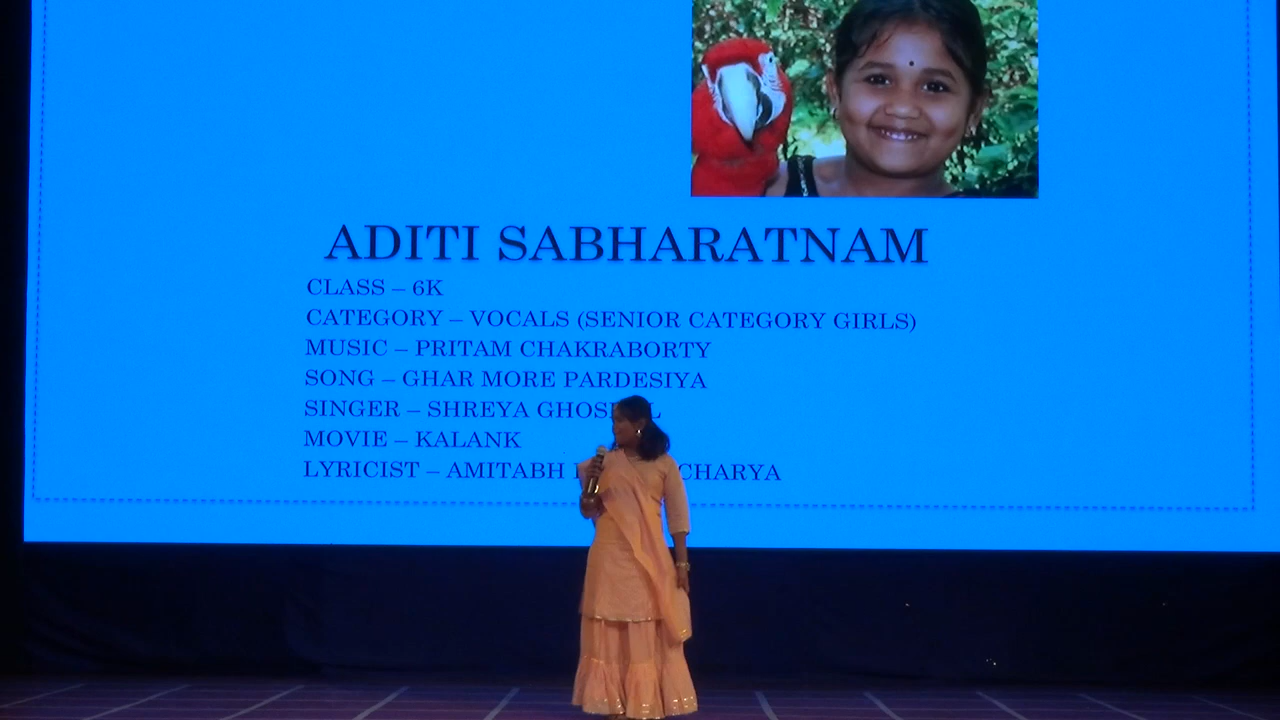 ADITI SABHARATNAM
CLASS – 6K
CATEGORY – VOCALS (SENIOR CATEGORY GIRLS)
MUSIC – PRITAM CHAKRABORTY
SONG – GHAR MORE PARDESIYA
SINGER – SHREYA
MOVIE – KALANK
LYRICIST – AMITABH